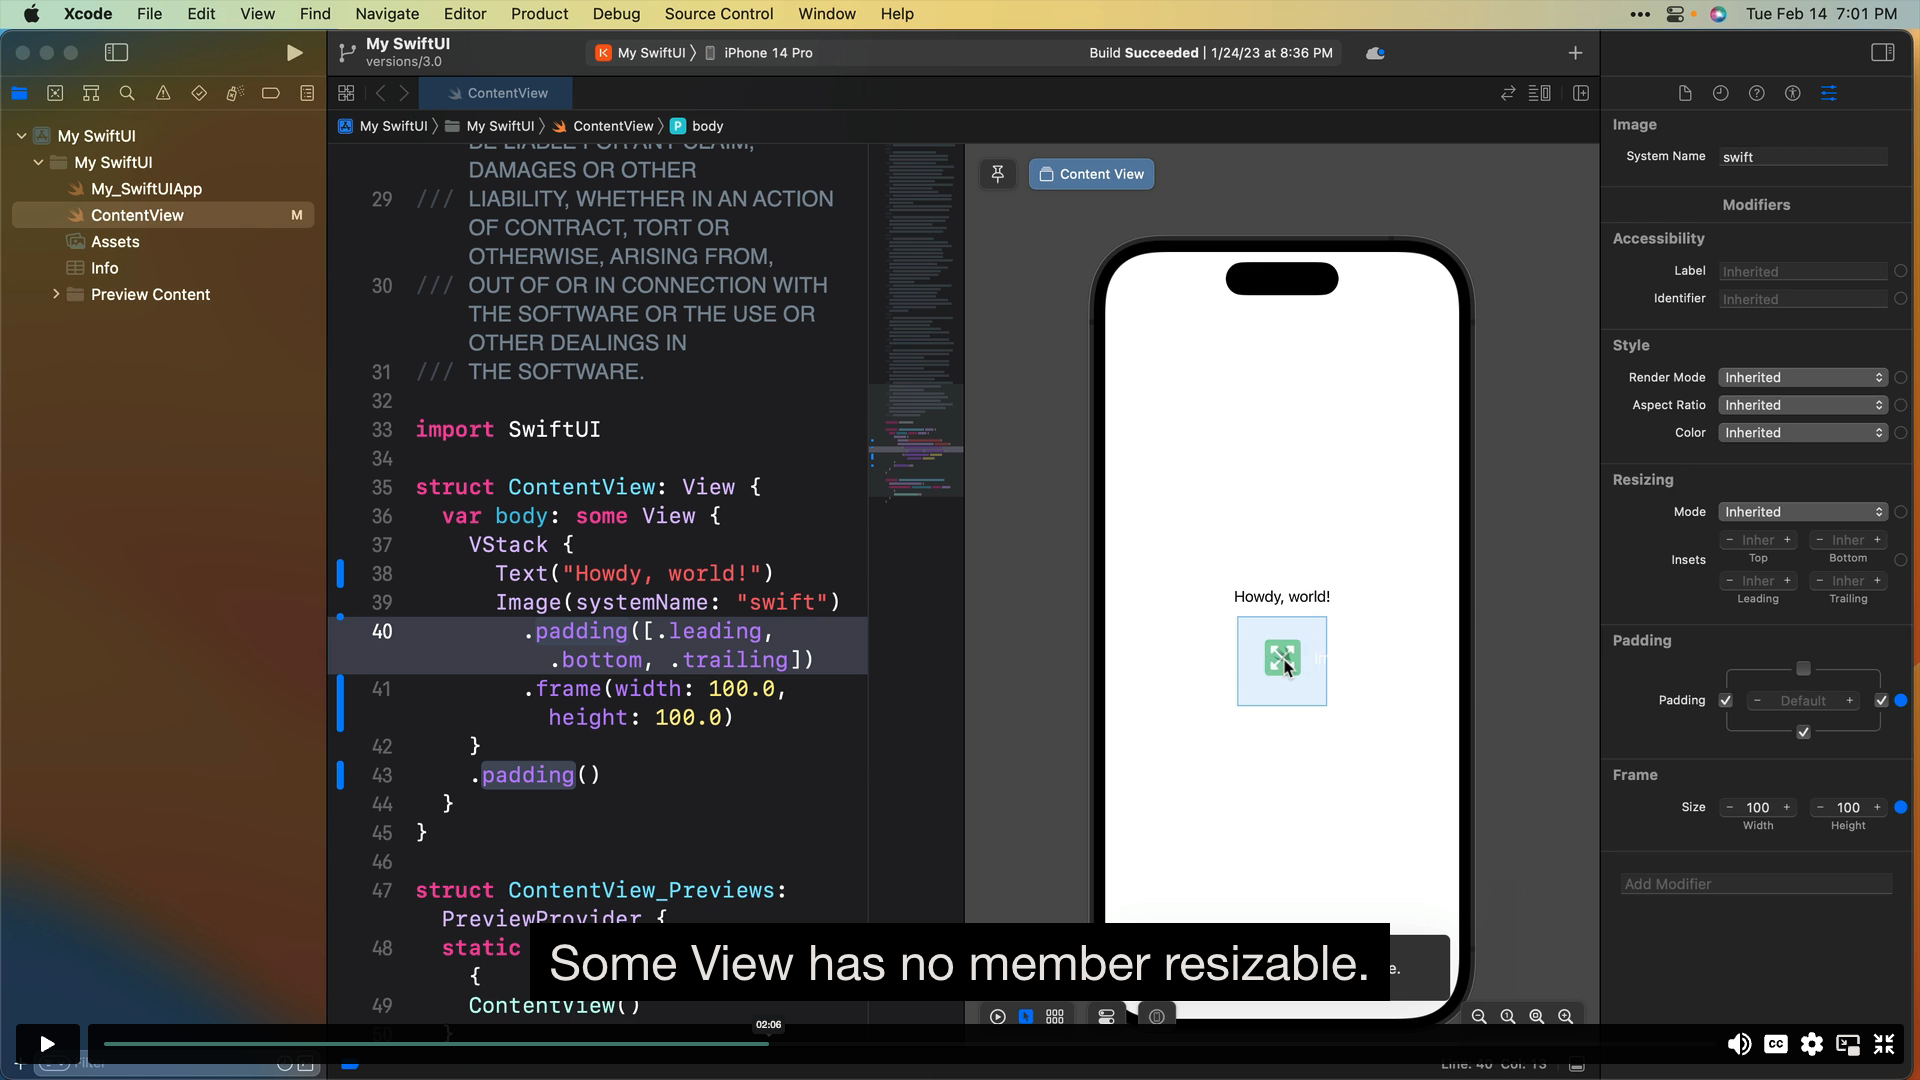 Xcode File Edit View Find Navigate Editor Product Debug Source Control Window Help
Tue Feb 14 7:01 PM
My SwiftUI
versions/3.0
My SwiftUI
iPhone 14 Pro
Build Succeeded | 1/24/23 at 8:36 PM
ContentView
My SwiftUI
My SwiftUI
My_SwiftUIApp
ContentView M
Assets
Info
Preview Content
My SwiftUI My SwiftUI ContentView P body
BE LIABLE FOR ANY CLAIM,
DAMAGES OR OTHER
29 /// LIABILITY, WHETHER IN AN ACTION
OF CONTRACT, TORT OR
OTHERWISE, ARISING FROM,
30 /// OUT OF OR IN CONNECTION WITH
THE SOFTWARE OR THE USE OR
OTHER DEALINGS IN
31 /// THE SOFTWARE.
32
33 import SwiftUI
34
35 struct ContentView: View {
36 var body: some View {
37 VStack {
38 Text("Howdy, world!")
39 Image(systemName: "swift")
40 .padding([.leading,
.bottom, .trailing])
41 .frame(width: 100.0,
height: 100.0)
42 }
43 .padding()
44 }
45 }
46
47 struct ContentView_Previews:
PreviewProvider {
48 static
{
49 ContentView()
50 }
Content View
Howdy, world!
Image
System Name swift
Modifiers
Accessibility
Label Inherited
Identifier Inherited
Style
Render Mode Inherited
Aspect Ratio Inherited
Color Inherited
Resizing
Mode Inherited
Insets
− Inher + − Inher +
Top Bottom
− Inher + − Inher +
Leading Trailing
Padding
Padding − Default +
Frame
Size − 100 + − 100 +
Width Height
Add Modifier
Some View has no member resizable.
e.
02:06
CC
Filter
Line: 40 Col: 13